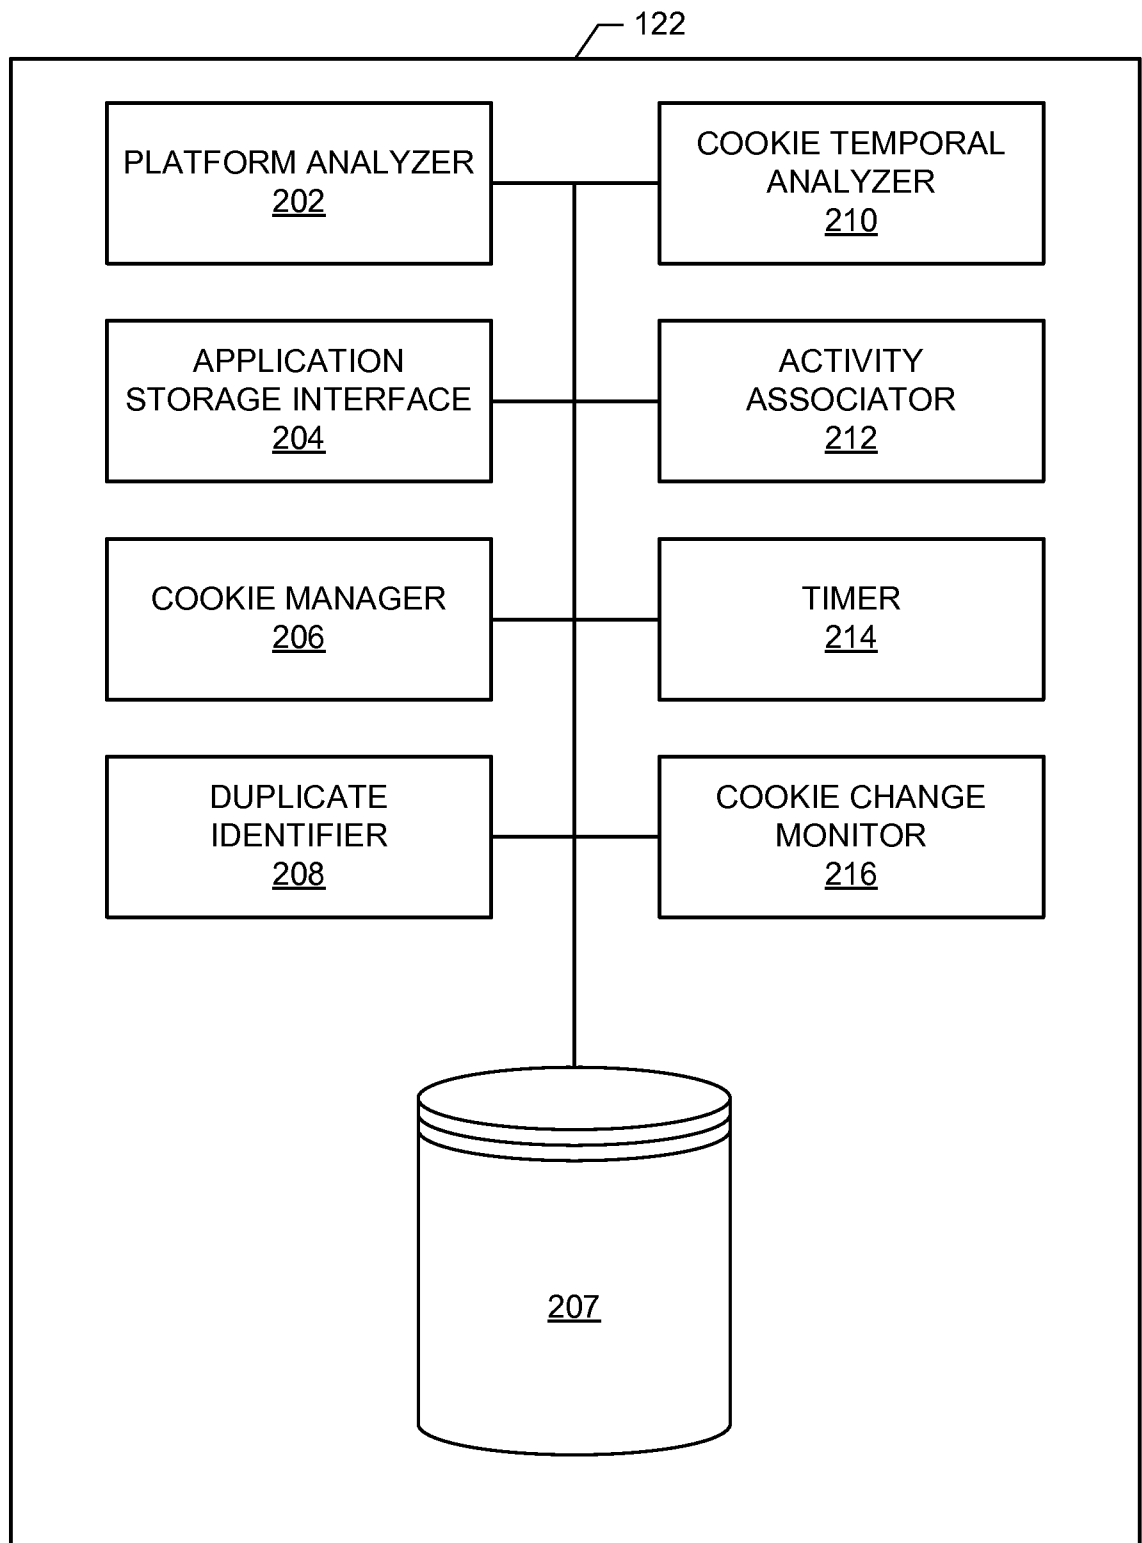 122
PLATFORM ANALYZER
202
COOKIE TEMPORAL
ANALYZER
210
APPLICATION
STORAGE INTERFACE
204
ACTIVITY
ASSOCIATOR
212
COOKIE MANAGER
206
TIMER
214
DUPLICATE
IDENTIFIER
208
COOKIE CHANGE
MONITOR
216
207